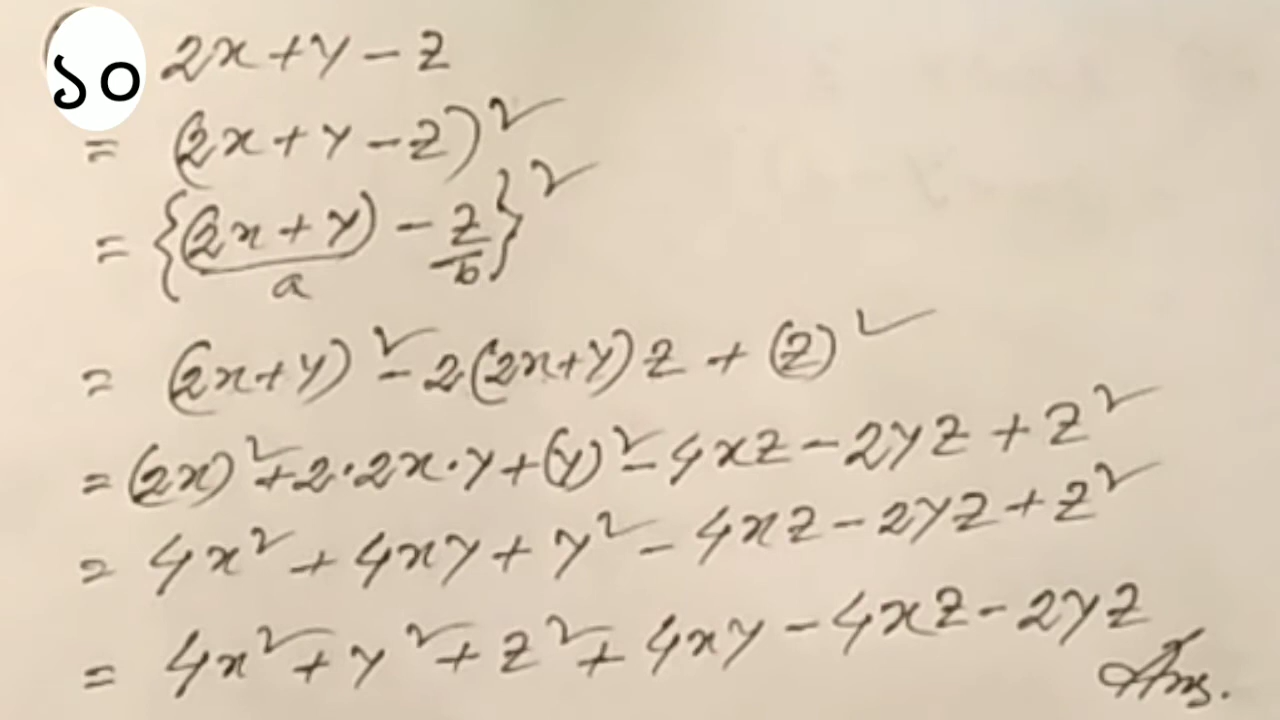 ১০ 2x + y - z
= (2x + y - z)²
= {(2x + y) - z}²
a b
= (2x + y)² - 2(2x + y) z + (z)²
= (2x)² + 2·2x·y + (y)² - 4xz - 2yz + z²
= 4x² + 4xy + y² - 4xz - 2yz + z²
= 4x² + y² + z² + 4xy - 4xz - 2yz
Ans.